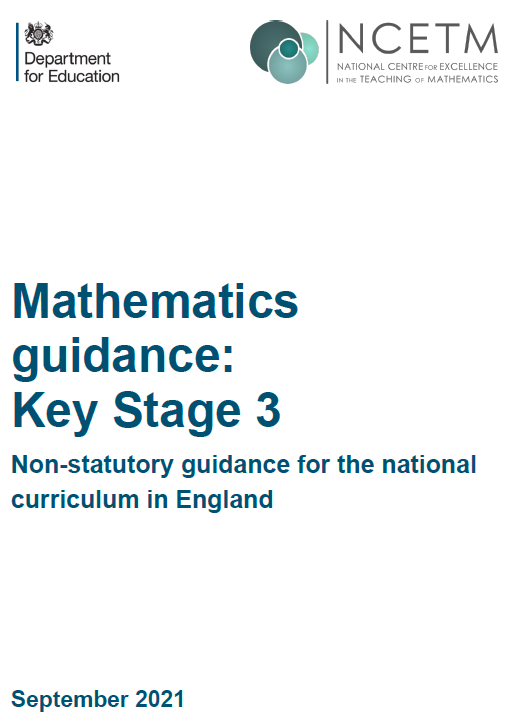 Department
for Education
NCETM
NATIONAL CENTRE FOR EXCELLENCE
IN THE TEACHING OF MATHEMATICS
Mathematics
guidance:
Key Stage 3
Non-statutory guidance for the national
curriculum in England
September 2021